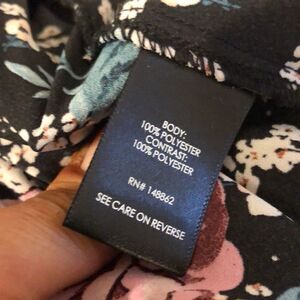 BODY:
100% POLYESTER
CONTRAST:
100% POLYESTER
RN# 148862
SEE CARE ON REVERSE